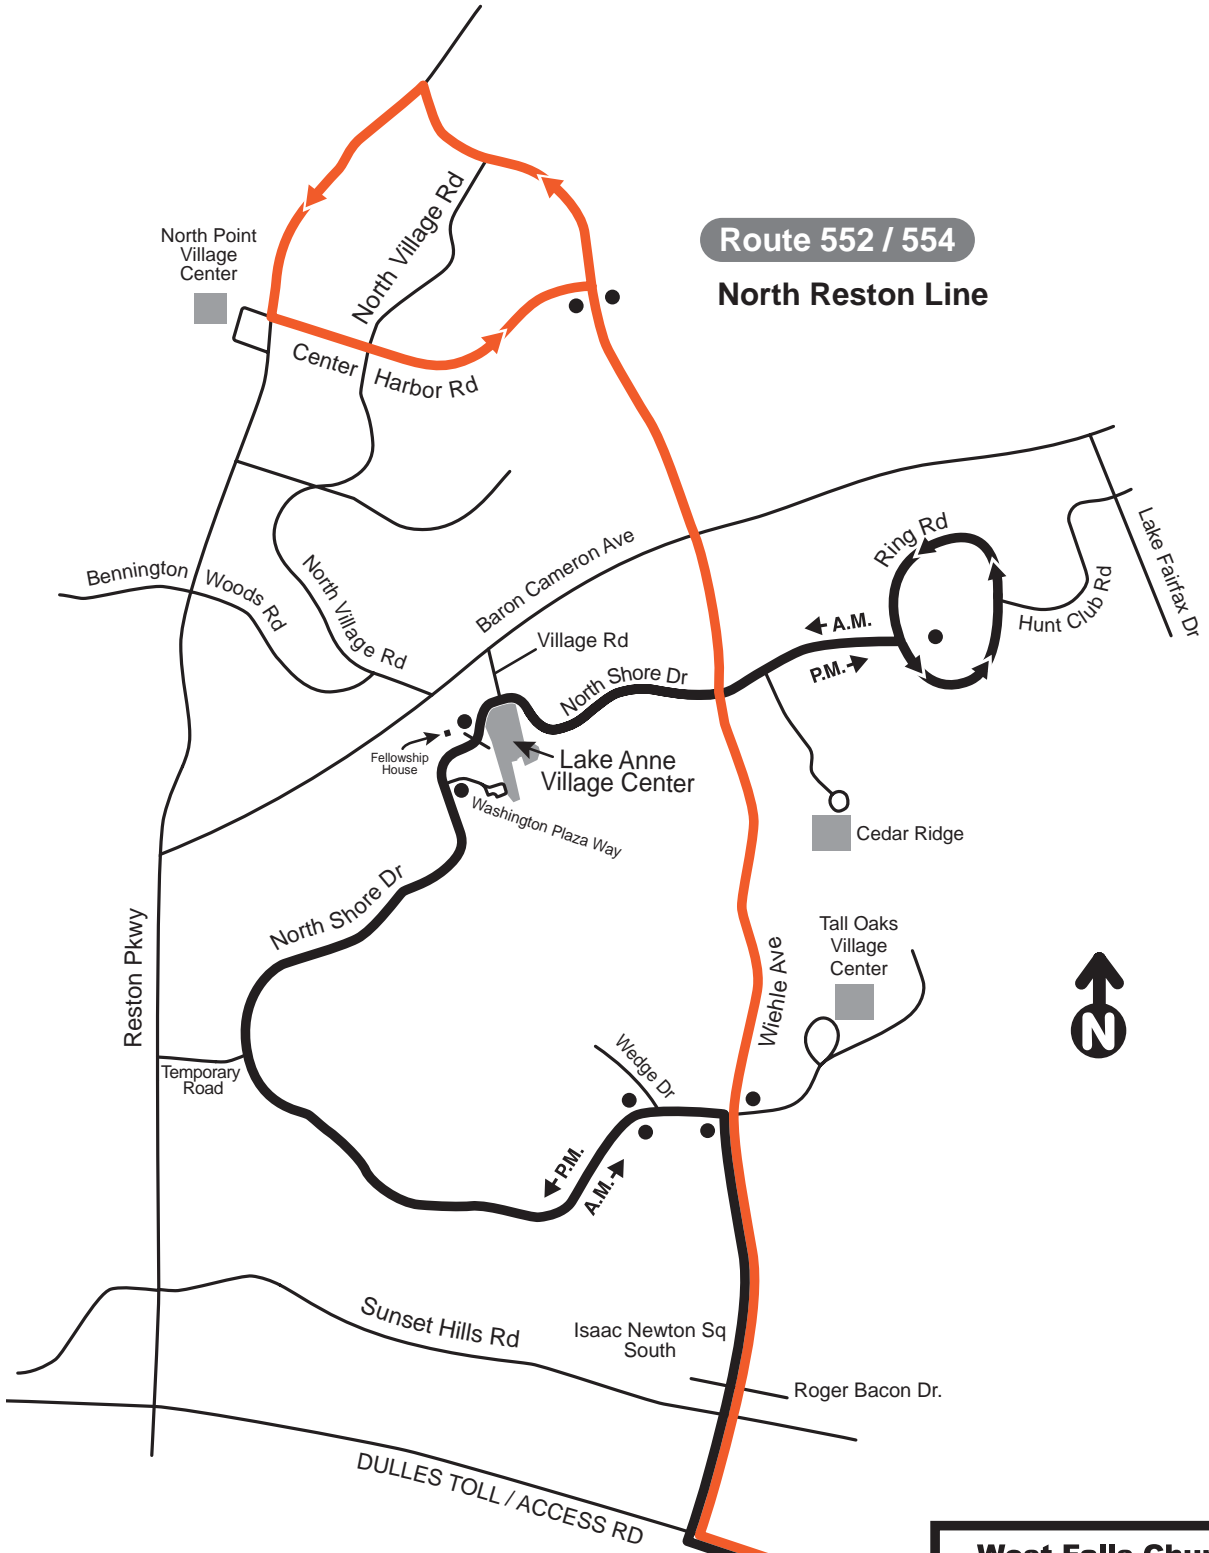 North Point
Village
Center
North Village Rd
Route 552 / 554
North Reston Line
Center Harbor Rd
Ring Rd
Lake Fairfax Dr
Baron Cameron Ave
Bennington Woods Rd
North Village Rd
Hunt Club Rd
A.M.
P.M.
Village Rd
North Shore Dr
Fellowship
House
Lake Anne
Village Center
Washington Plaza Way
Cedar Ridge
North Shore Dr
Reston Pkwy
Tall Oaks
Village
Center
Wiehle Ave
N
Wedge Dr
Temporary
Road
P.M.
A.M.
Sunset Hills Rd
Isaac Newton Sq
South
Roger Bacon Dr.
DULLES TOLL / ACCESS RD
West Falls Chu